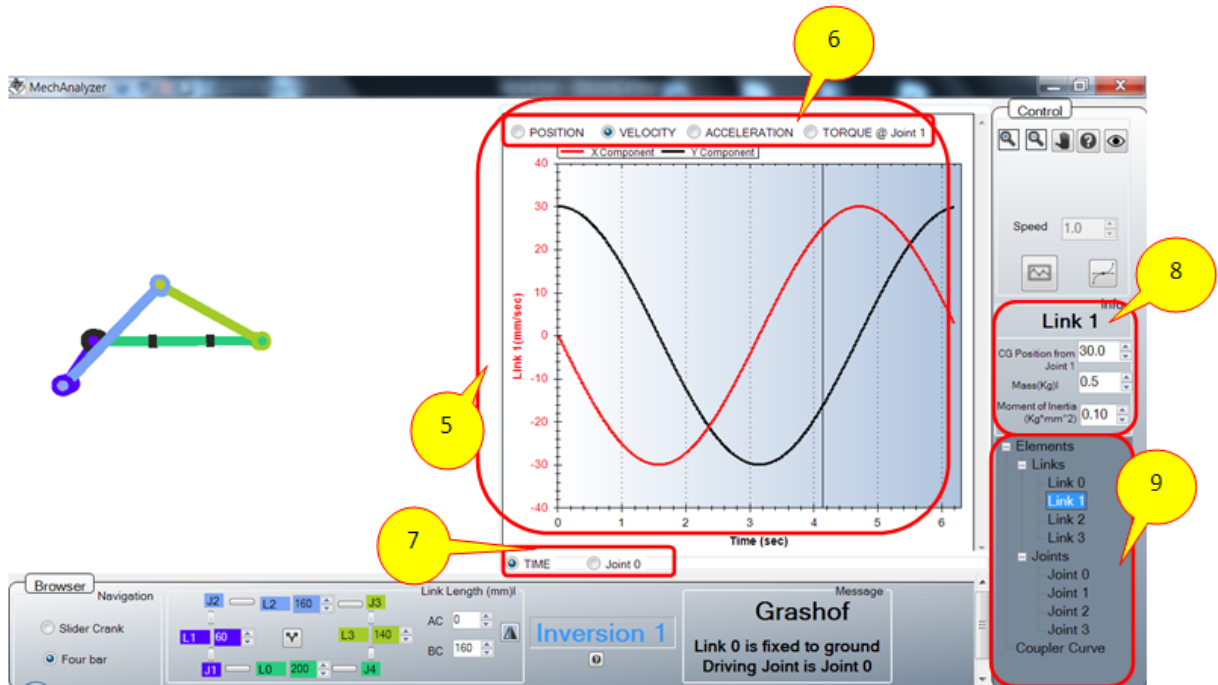 6
MechAnalyzer
POSITION VELOCITY ACCELERATION TORQUE @ Joint 1
X Component Y Component
40
30
20
10
0
-10
-20
-30
-40
Link 1(mm/sec)
0 1 2 3 4 5 6
Time (sec)
5
7
TIME Joint 0
Control
Speed 1.0
8
Info
Link 1
CG Position from Joint 1 30.0
Mass(Kg)l 0.5
Moment of Inertia (Kg*mm^2) 0.10
9
Elements
Links
Link 0
Link 1
Link 2
Link 3
Joints
Joint 0
Joint 1
Joint 2
Joint 3
Coupler Curve
Browser
Navigation
Slider Crank
Four bar
J2 L2 160 J3
L1 60 L3 140
J1 L0 200 J4
Link Length (mm)l
AC 0
BC 160
Inversion 1
Message
Grashof
Link 0 is fixed to ground
Driving Joint is Joint 0